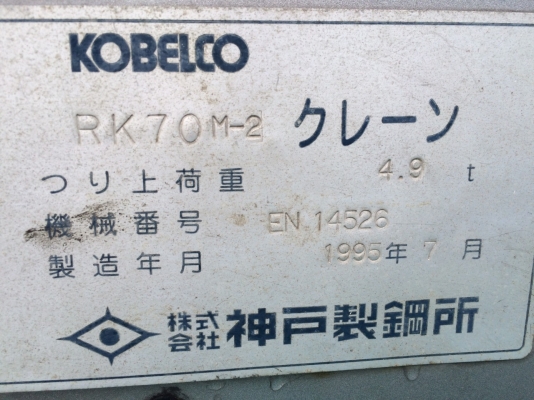 KOBELCO
RK70M-2 クレーン
つり上荷重 4.9 t
機械番号 EN 14526
製造年月 1995年 7月
株式会社 神戸製鋼所